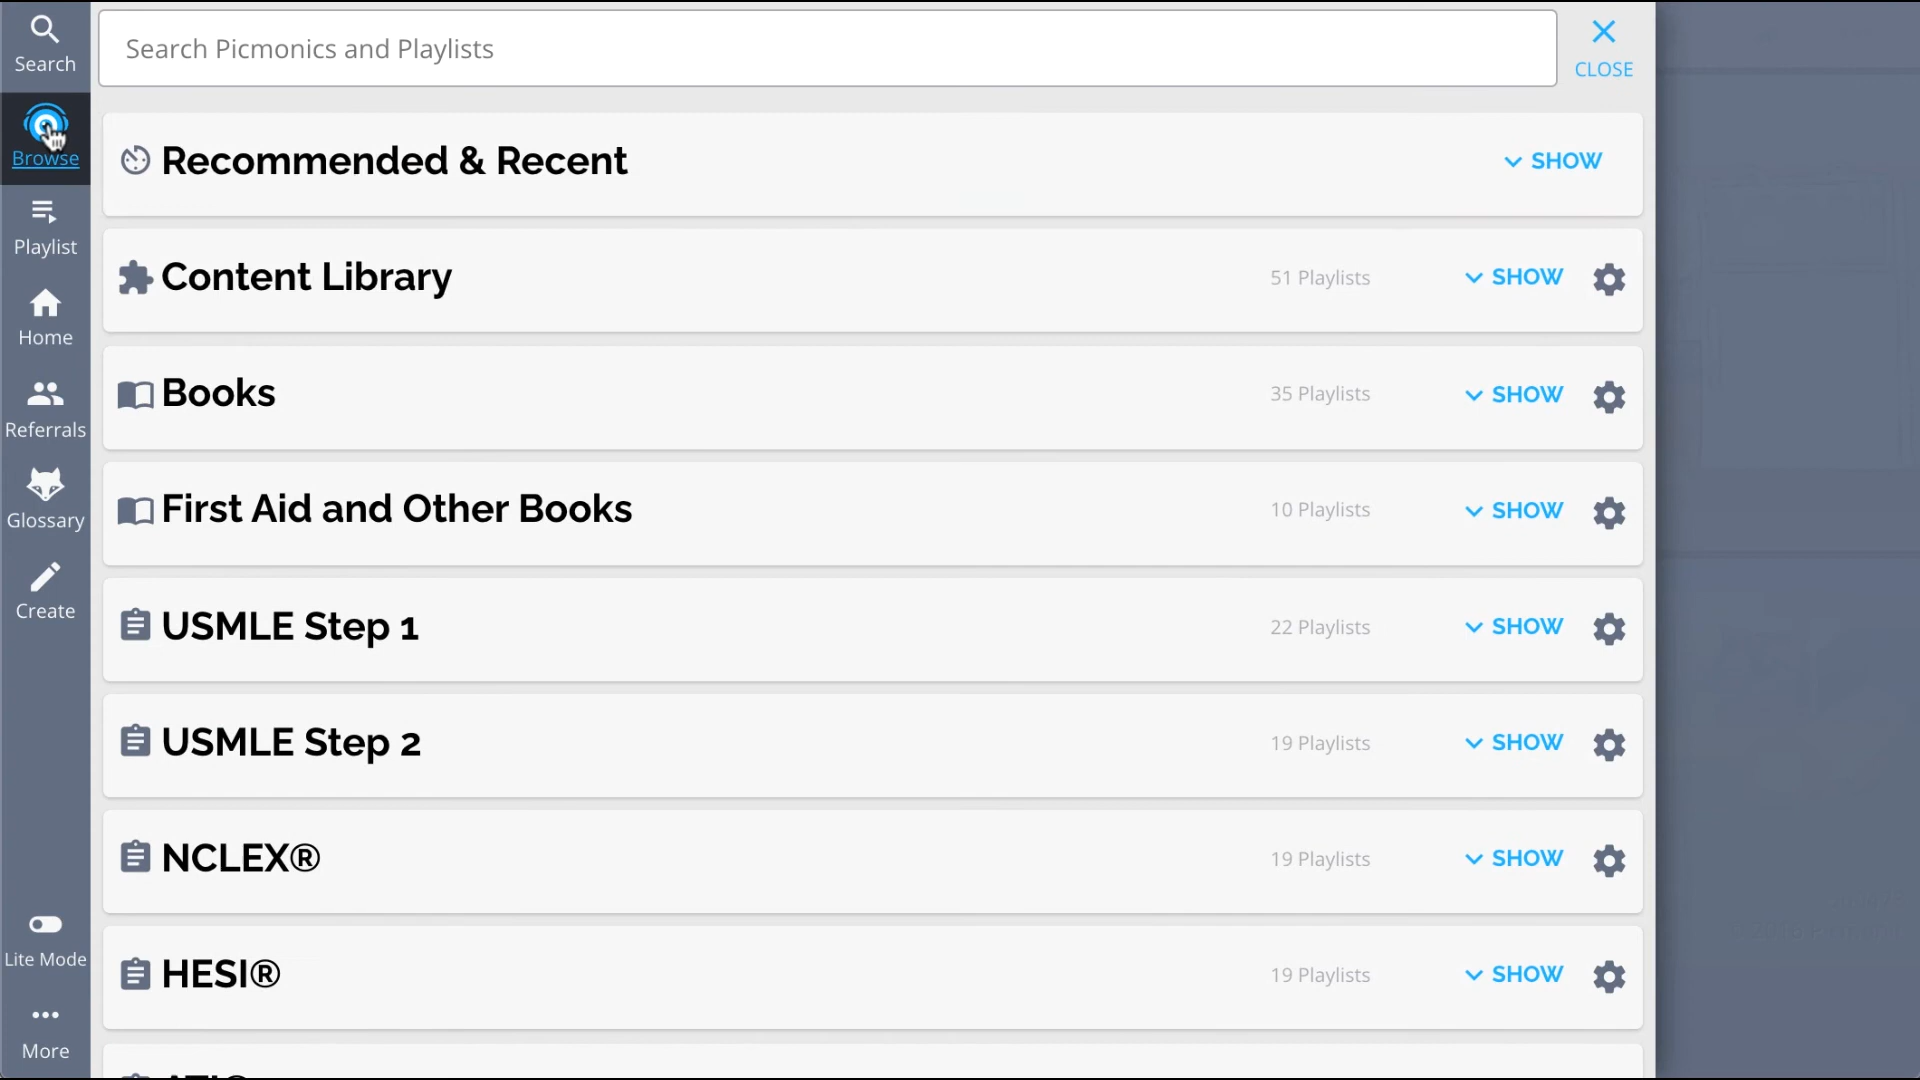 Search
Search Picmonics and Playlists
CLOSE
Browse
Recommended & Recent
SHOW
Playlist
Content Library
51 Playlists
SHOW
Home
Books
35 Playlists
SHOW
Referrals
First Aid and Other Books
10 Playlists
SHOW
Glossary
Create
USMLE Step 1
22 Playlists
SHOW
USMLE Step 2
19 Playlists
SHOW
NCLEX®
19 Playlists
SHOW
Lite Mode
HESI®
19 Playlists
SHOW
More